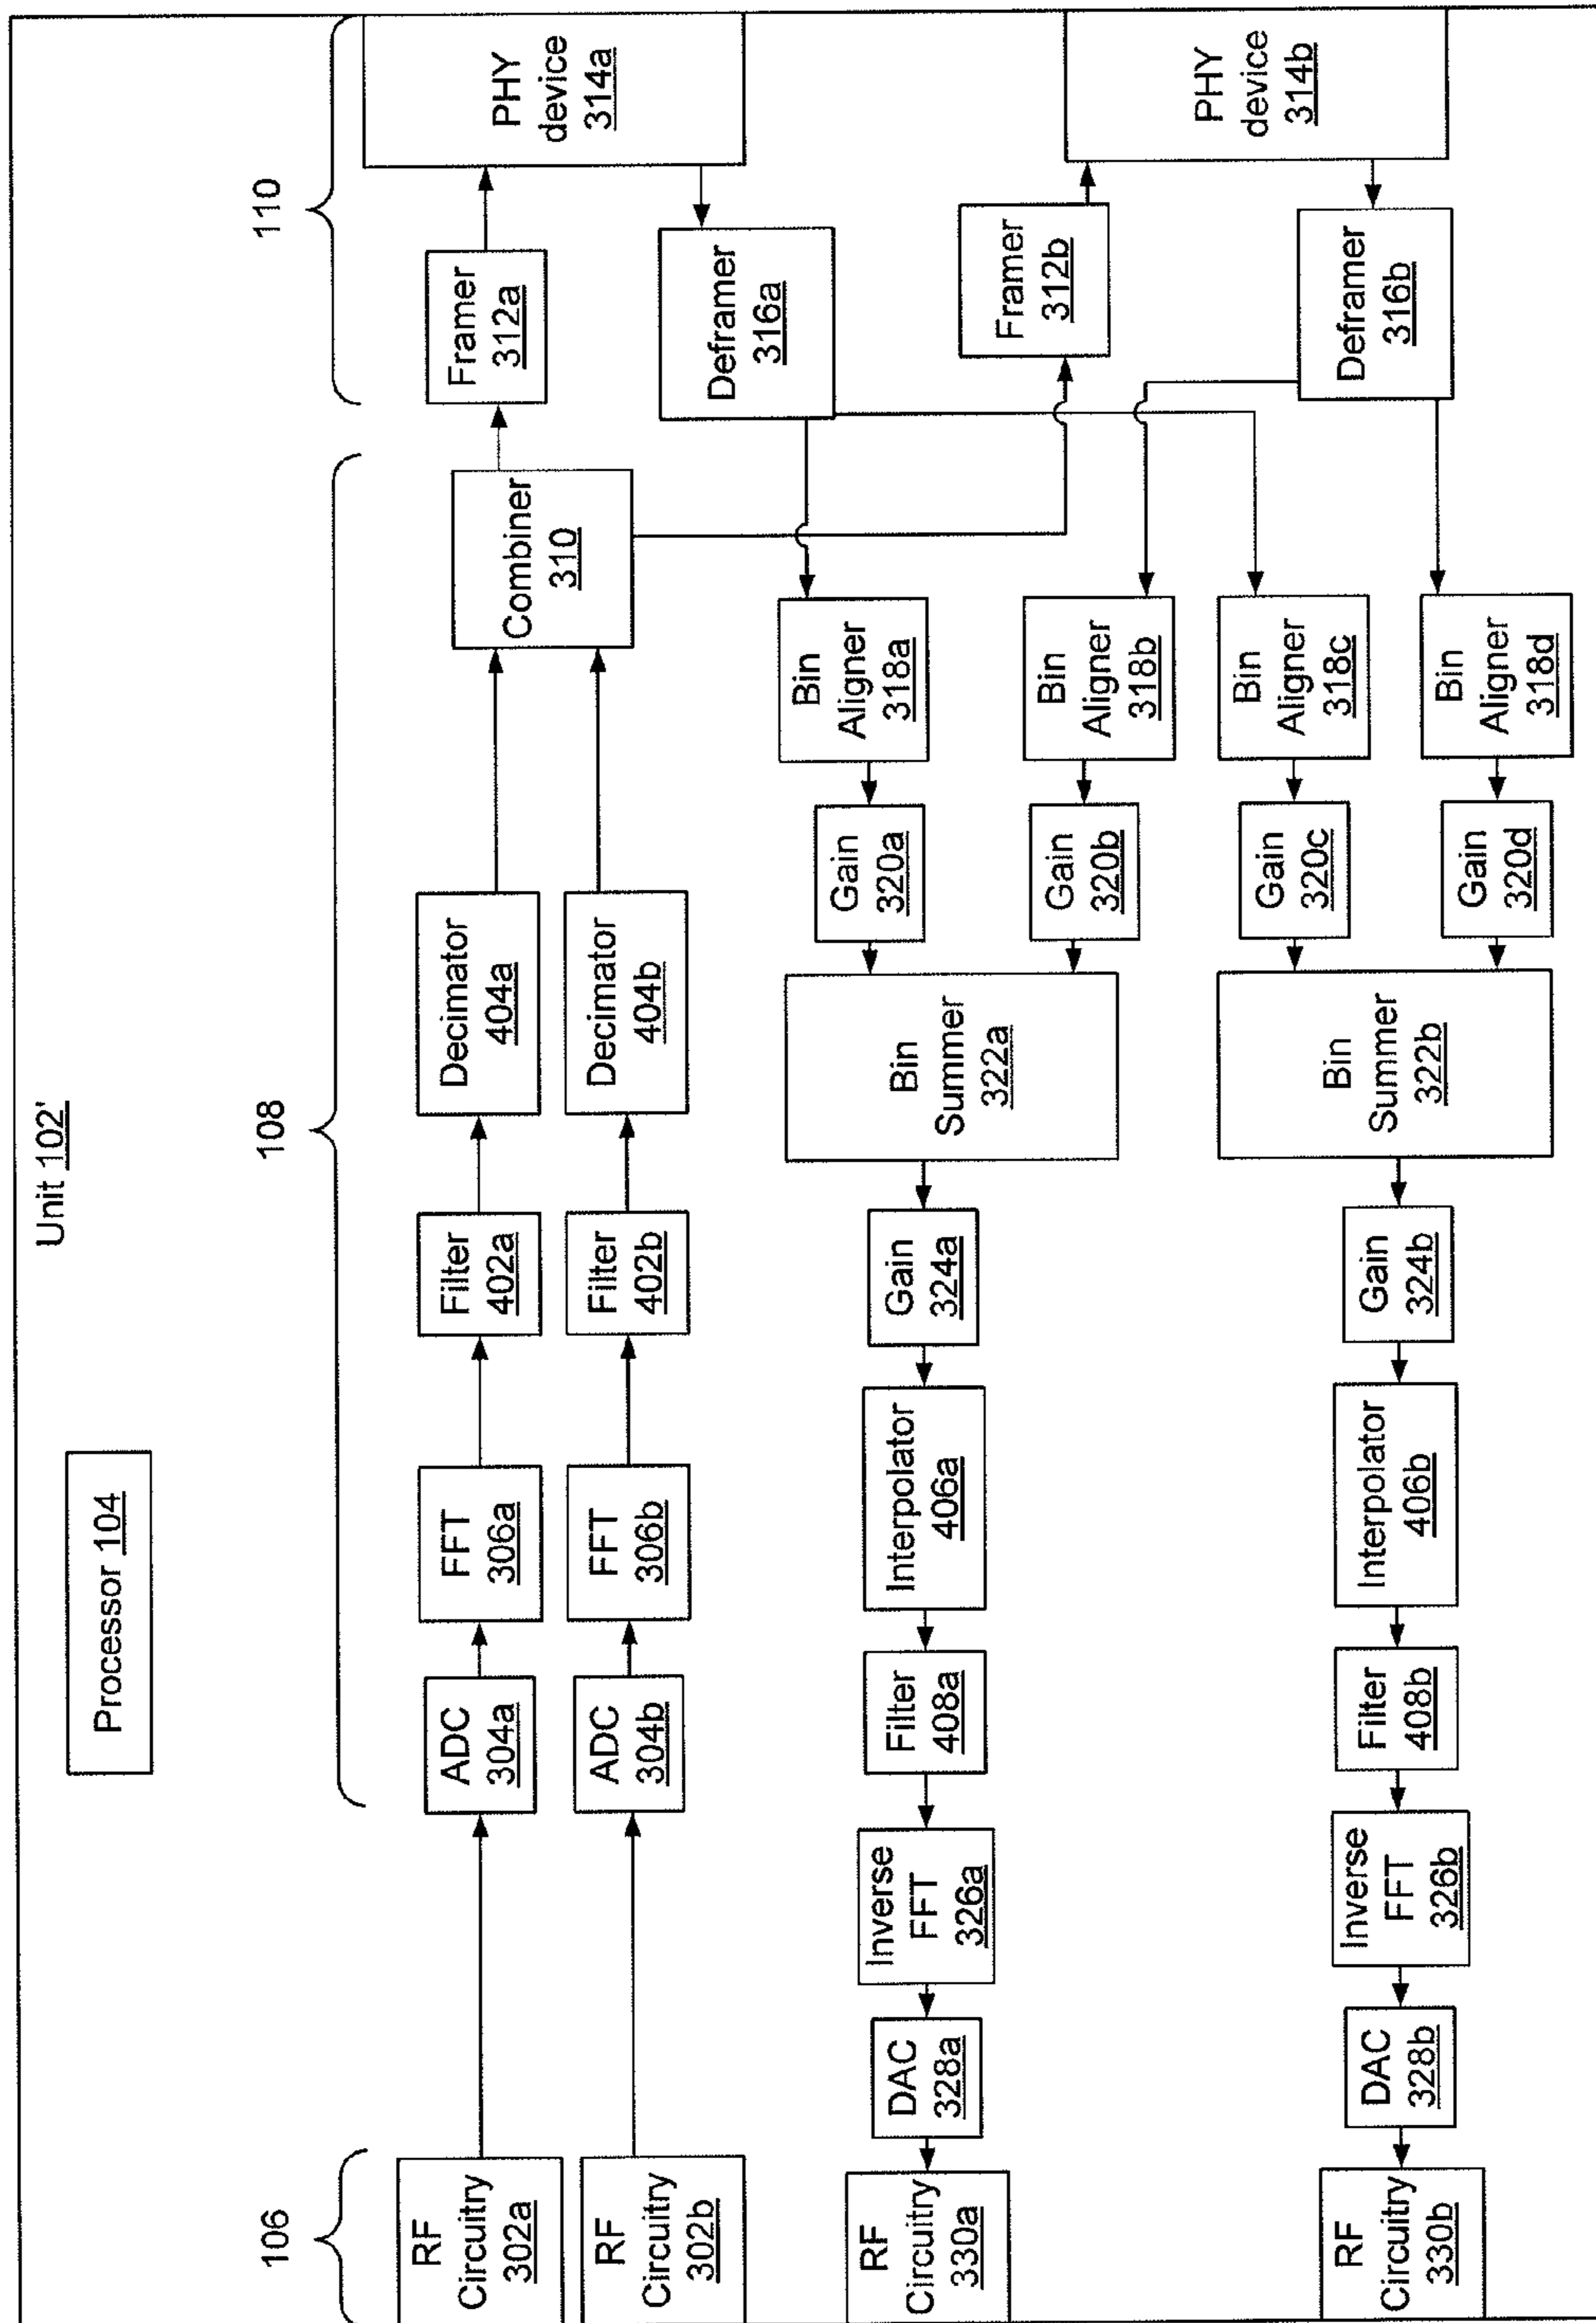 Unit 102'
Processor 104
106
108
110
RF
Circuitry
302a
ADC
304a
FFT
306a
Filter
402a
Decimator
404a
Combiner
310
Framer
312a
PHY
device
314a
RF
Circuitry
302b
ADC
304b
FFT
306b
Filter
402b
Decimator
404b
Deframer
316a
RF
Circuitry
330a
DAC
328a
Inverse
FFT
326a
Filter
408a
Interpolator
406a
Gain
324a
Bin
Summer
322a
Gain
320a
Bin
Aligner
318a
Gain
320b
Bin
Aligner
318b
Framer
312b
PHY
device
314b
RF
Circuitry
330b
DAC
328b
Inverse
FFT
326b
Filter
408b
Interpolator
406b
Gain
324b
Bin
Summer
322b
Gain
320c
Bin
Aligner
318c
Gain
320d
Bin
Aligner
318d
Deframer
316b